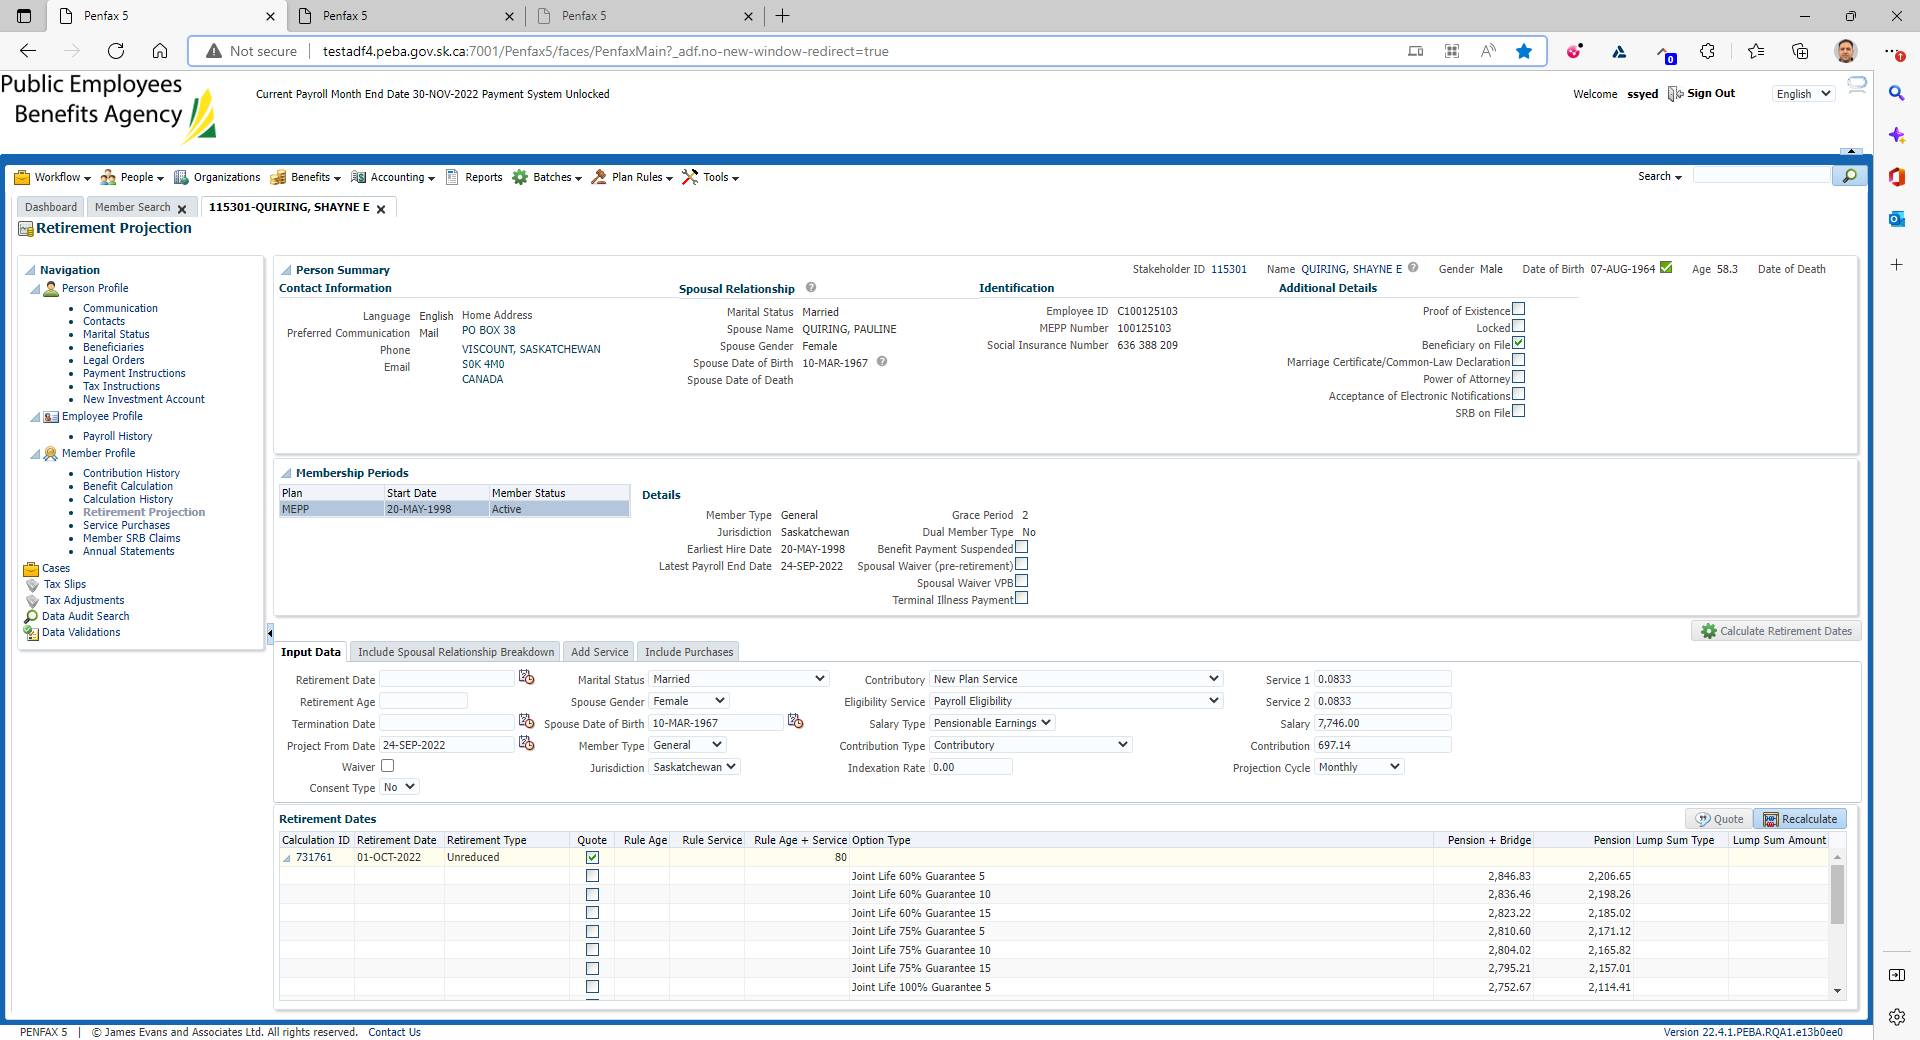 Penfax 5
Penfax 5
Penfax 5
Not secure
testadf4.peba.gov.sk.ca:7001/Penfax5/faces/PenfaxMain?_adf.no-new-window-redirect=true
0
Public Employees
Benefits Agency
Current Payroll Month End Date 30-NOV-2022 Payment System Unlocked
Welcome ssyed Sign Out English
Workflow People Organizations Benefits Accounting Reports Batches Plan Rules Tools Search
Dashboard Member Search 115301-QUIRING, SHAYNE E
Retirement Projection
Navigation
Person Profile
Communication
Contacts
Marital Status
Beneficiaries
Legal Orders
Payment Instructions
Tax Instructions
New Investment Account
Employee Profile
Payroll History
Member Profile
Contribution History
Benefit Calculation
Calculation History
Retirement Projection
Service Purchases
Member SRB Claims
Annual Statements
Cases
Tax Slips
Tax Adjustments
Data Audit Search
Data Validations
Person Summary Stakeholder ID 115301 Name QUIRING, SHAYNE E Gender Male Date of Birth 07-AUG-1964 Age 58.3 Date of Death
Contact Information
Language English
Preferred Communication Mail
Phone
Email
Home Address
PO BOX 38
VISCOUNT, SASKATCHEWAN
S0K 4M0
CANADA
Spousal Relationship
Marital Status Married
Spouse Name QUIRING, PAULINE
Spouse Gender Female
Spouse Date of Birth 10-MAR-1967
Spouse Date of Death
Identification
Employee ID C100125103
MEPP Number 100125103
Social Insurance Number 636 388 209
Additional Details
Proof of Existence
Locked
Beneficiary on File
Marriage Certificate/Common-Law Declaration
Power of Attorney
Acceptance of Electronic Notifications
SRB on File
Membership Periods
Plan Start Date Member Status
MEPP 20-MAY-1998 Active
Details
Member Type General
Jurisdiction Saskatchewan
Earliest Hire Date 20-MAY-1998
Latest Payroll End Date 24-SEP-2022
Grace Period 2
Dual Member Type No
Benefit Payment Suspended
Spousal Waiver (pre-retirement)
Spousal Waiver VPB
Terminal Illness Payment
Calculate Retirement Dates
Input Data Include Spousal Relationship Breakdown Add Service Include Purchases
Retirement Date
Retirement Age
Termination Date
Project From Date 24-SEP-2022
Waiver
Consent Type No
Marital Status Married
Spouse Gender Female
Spouse Date of Birth 10-MAR-1967
Member Type General
Jurisdiction Saskatchewan
Contributory New Plan Service
Eligibility Service Payroll Eligibility
Salary Type Pensionable Earnings
Contribution Type Contributory
Indexation Rate 0.00
Service 1 0.0833
Service 2 0.0833
Salary 7,746.00
Contribution 697.14
Projection Cycle Monthly
Retirement Dates Quote Recalculate
Calculation ID Retirement Date Retirement Type Quote Rule Age Rule Service Rule Age + Service Option Type Pension + Bridge Pension Lump Sum Type Lump Sum Amount
731761 01-OCT-2022 Unreduced 80
Joint Life 60% Guarantee 5 2,846.83 2,206.65
Joint Life 60% Guarantee 10 2,836.46 2,198.26
Joint Life 60% Guarantee 15 2,823.22 2,185.02
Joint Life 75% Guarantee 5 2,810.60 2,171.12
Joint Life 75% Guarantee 10 2,804.02 2,165.82
Joint Life 75% Guarantee 15 2,795.21 2,157.01
Joint Life 100% Guarantee 5 2,752.67 2,114.41
PENFAX 5 | © James Evans and Associates Ltd. All rights reserved. Contact Us Version 22.4.1.PEBA.RQA1.e13b0ee0